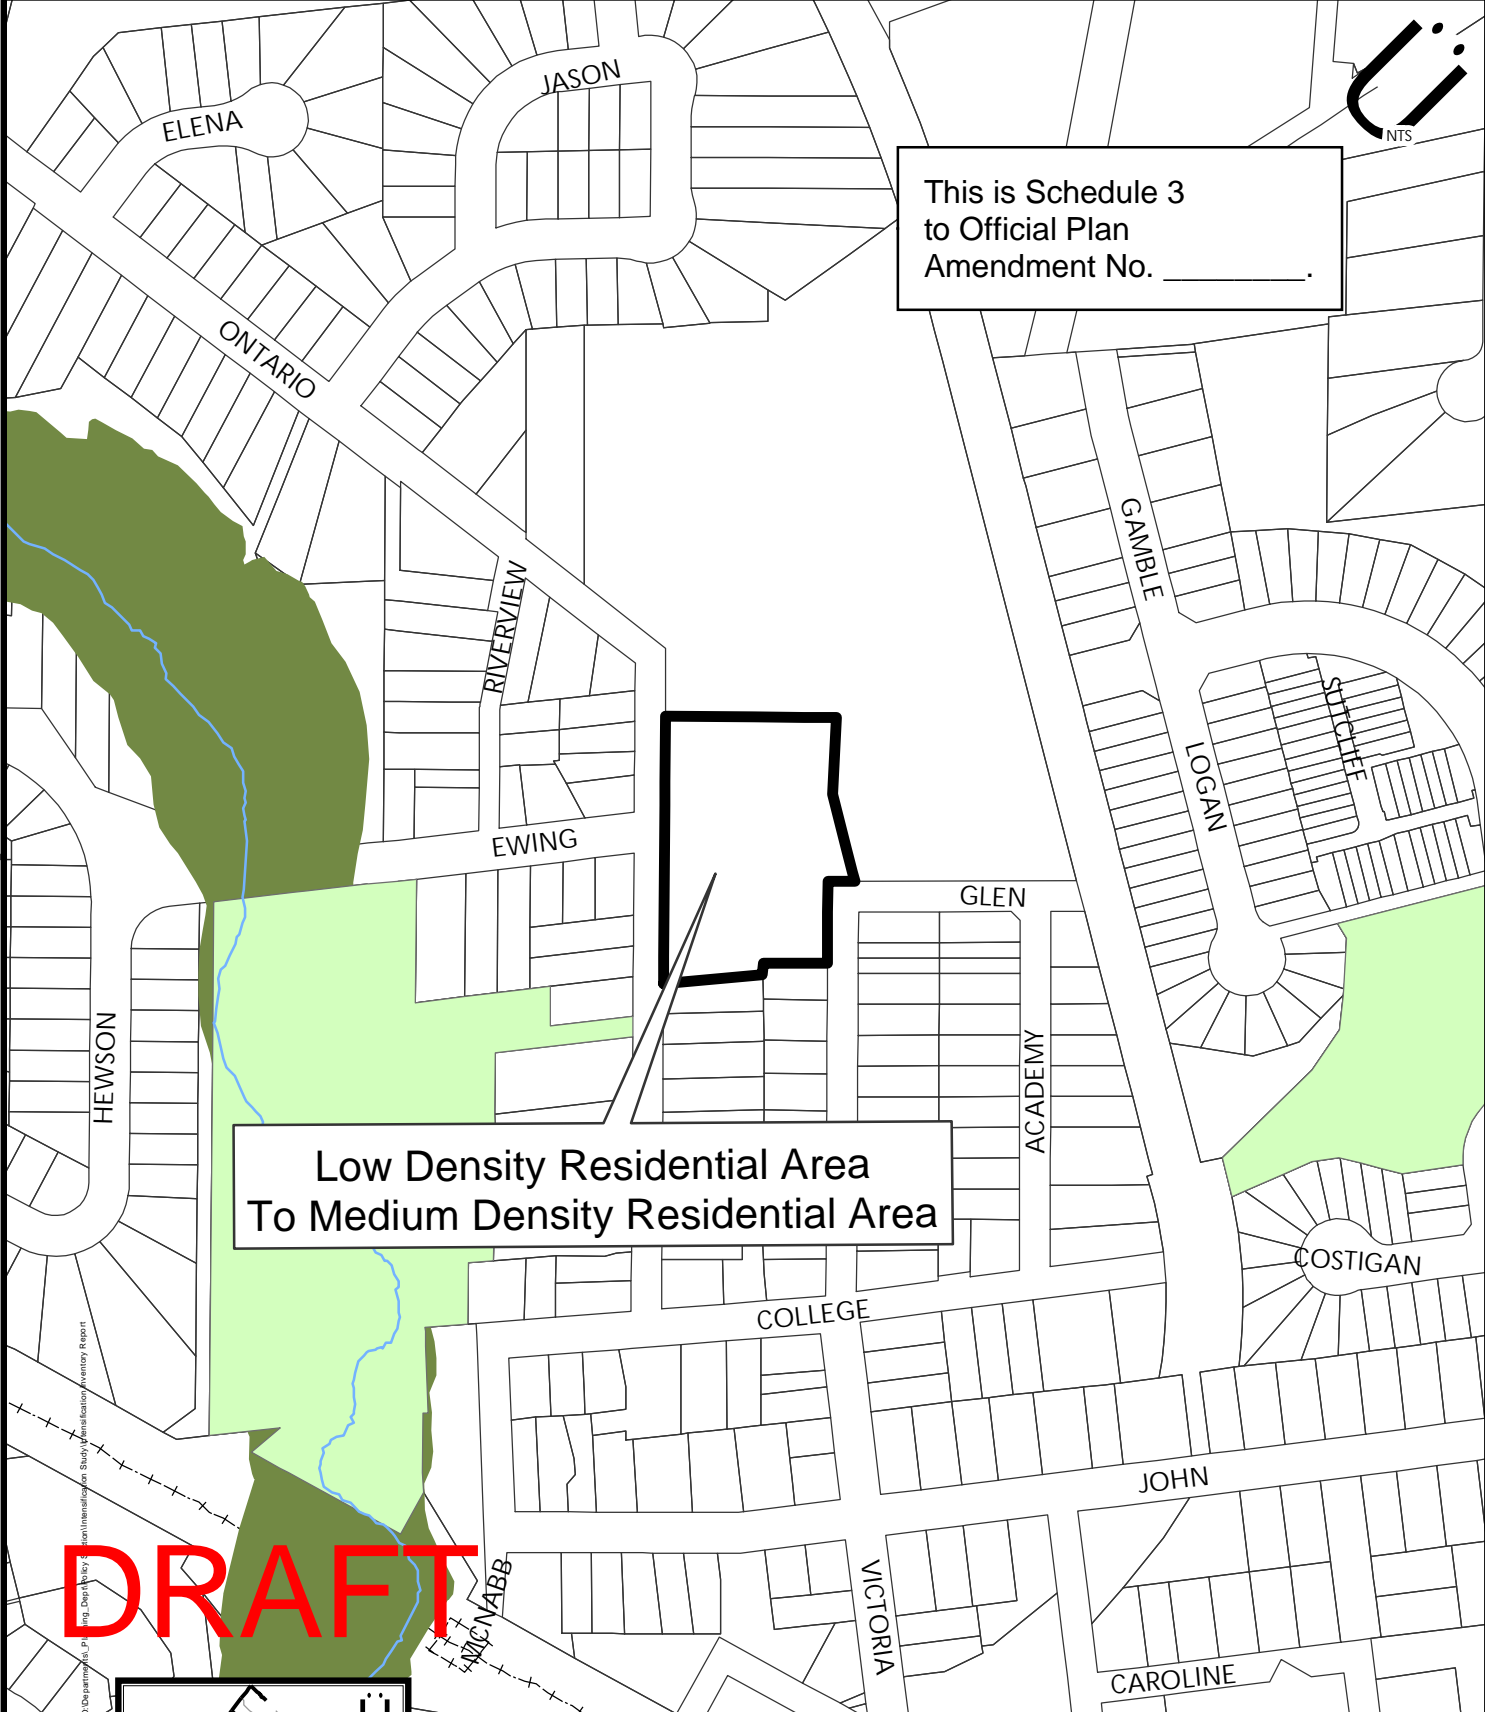 JASON
ELENA
NTS
This is Schedule 3
to Official Plan
Amendment No. ________.
ONTARIO
GAMBLE
RIVERVIEW
SUTCLIFF
LOGAN
EWING
GLEN
HEWSON
ACADEMY
Low Density Residential Area
To Medium Density Residential Area
COSTIGAN
COLLEGE
JOHN
DRAFT
MCNABB
VICTORIA
CAROLINE